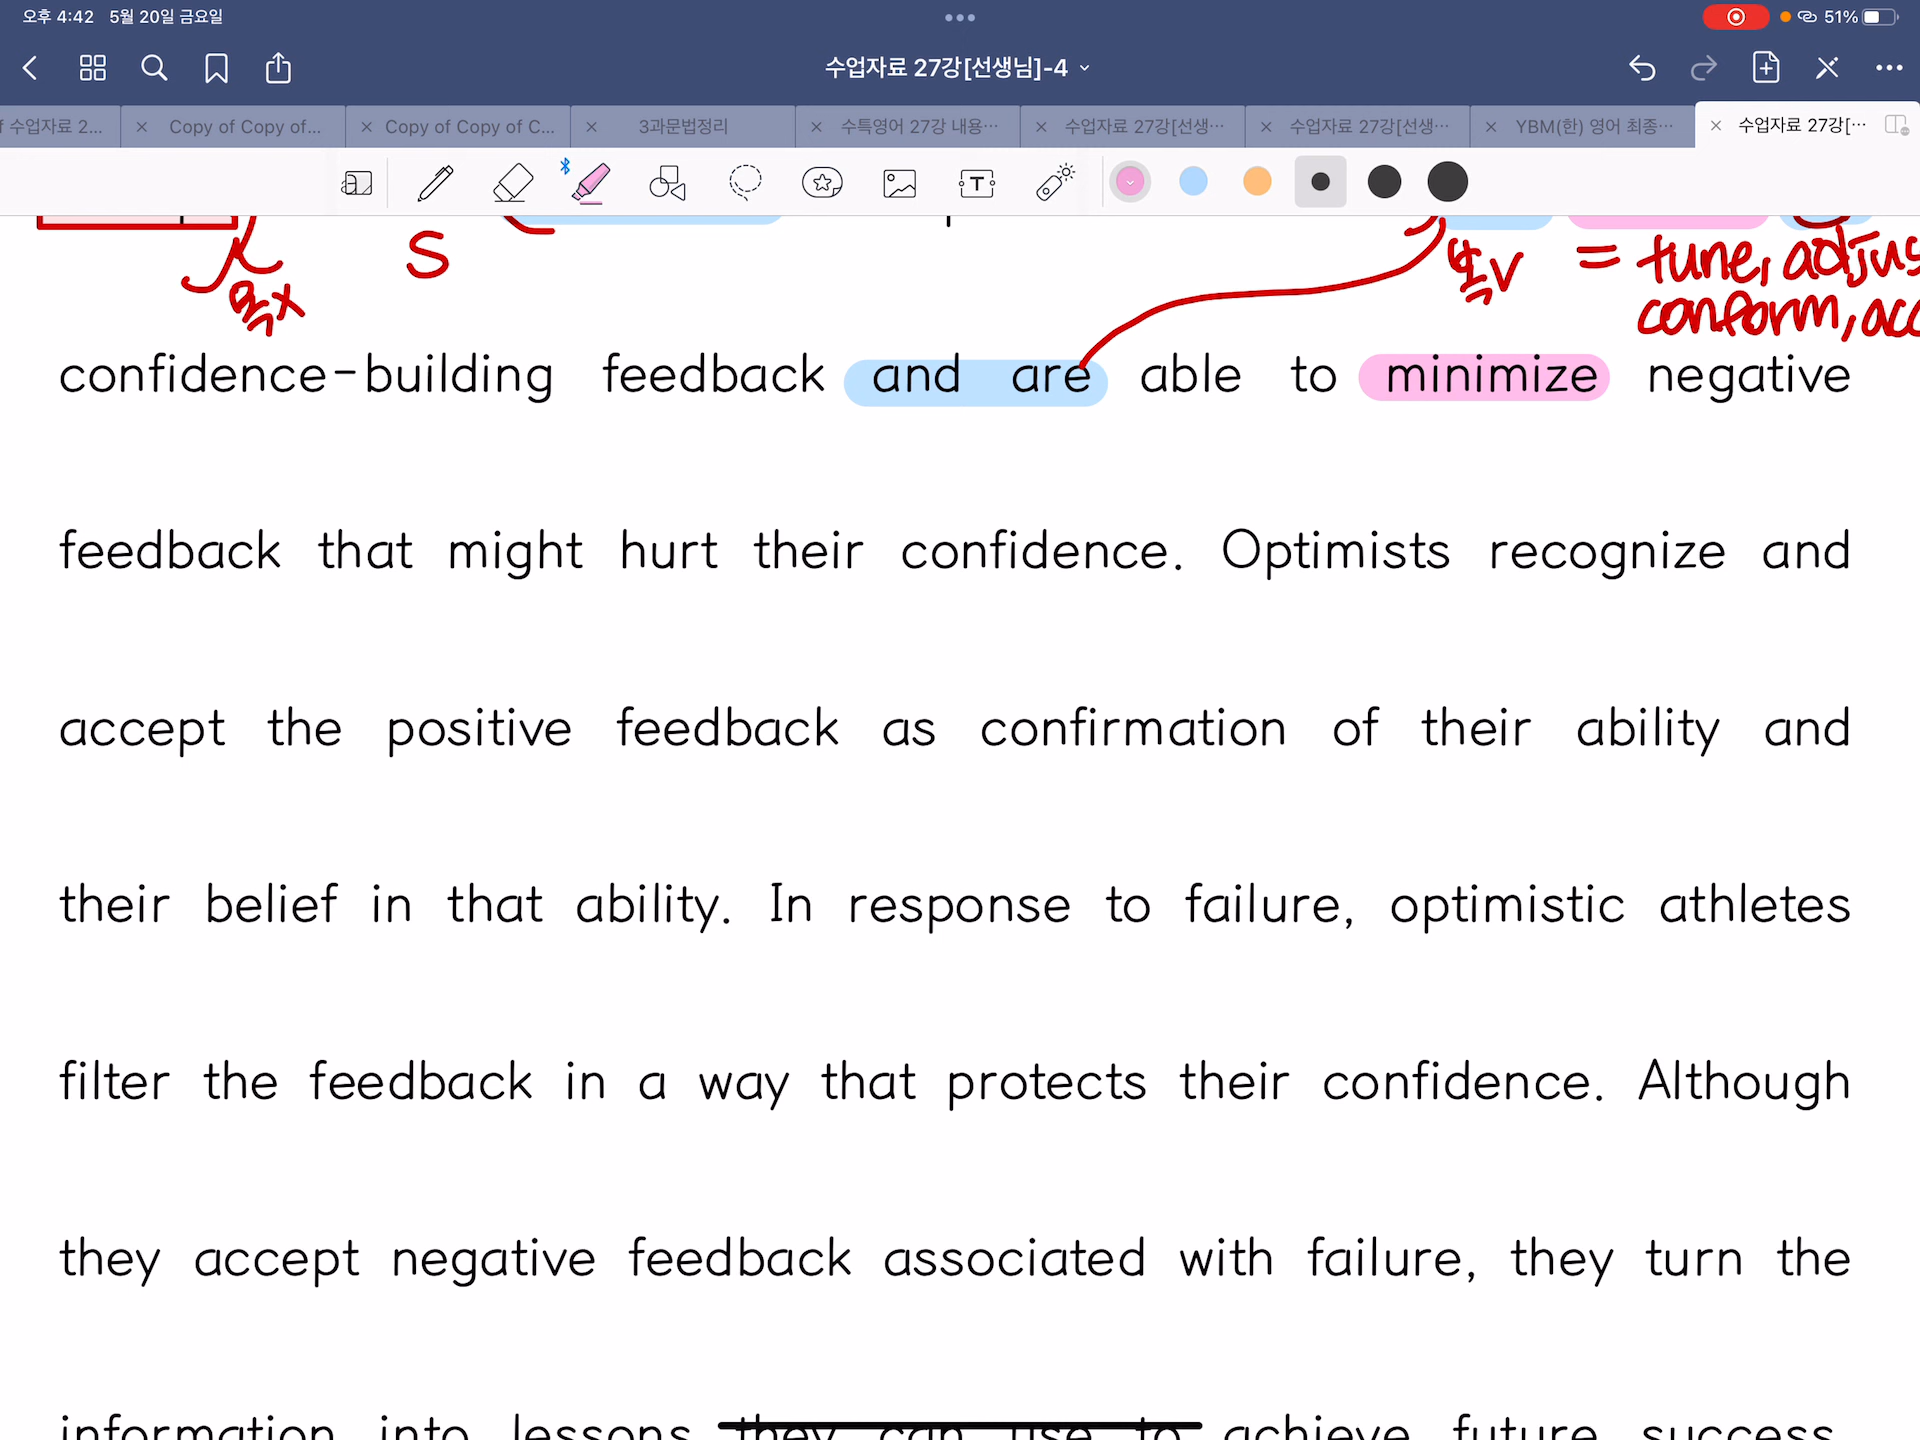 오후 4:42 5월 20일 금요일
51%
수업자료 27강[선생님]-4
수업자료 2...
Copy of Copy of...
Copy of Copy of C...
3과문법정리
수특영어 27강 내용…
수업자료 27강[선생…
수업자료 27강[선생…
YBM(한) 영어 최종…
수업자료 27강[…
S
목x
복V
= tune, adjus
conform, acc
confidence-building feedback and are able to minimize negative
feedback that might hurt their confidence. Optimists recognize and
accept the positive feedback as confirmation of their ability and
their belief in that ability. In response to failure, optimistic athletes
filter the feedback in a way that protects their confidence. Although
they accept negative feedback associated with failure, they turn the
information into lessons they can use to achieve future success.